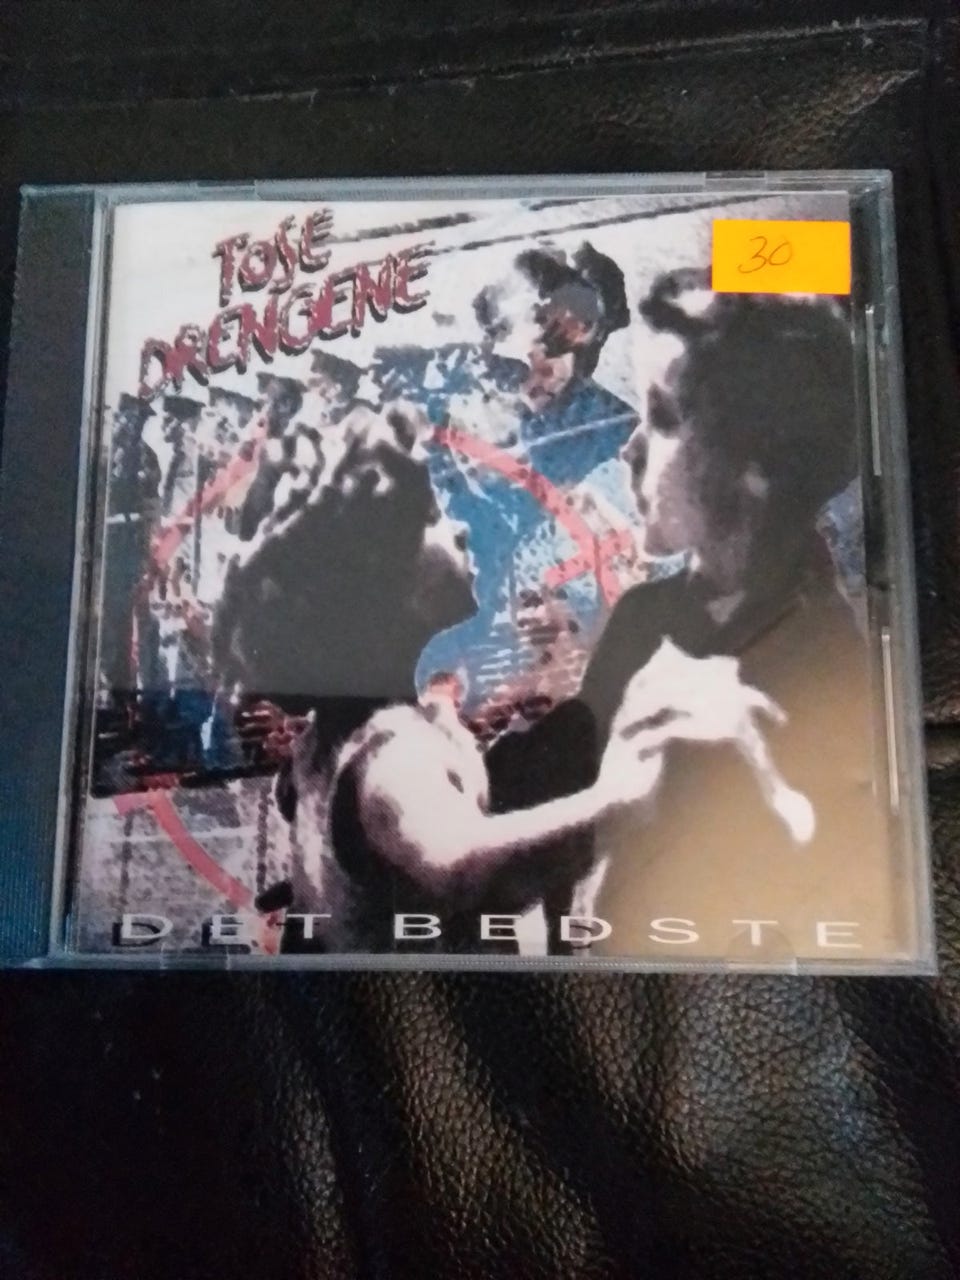 TØSE
DRENGENE
30
DET BEDSTE